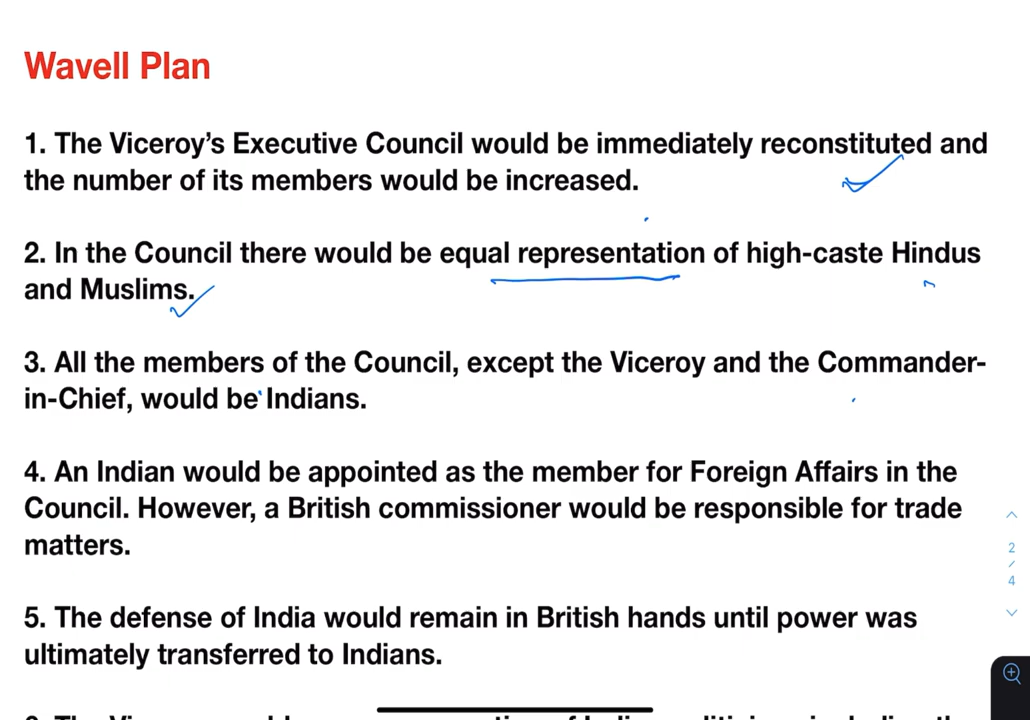 Wavell Plan
1. The Viceroy's Executive Council would be immediately reconstituted and
the number of its members would be increased.
2. In the Council there would be equal representation of high-caste Hindus
and Muslims.
3. All the members of the Council, except the Viceroy and the Commander-
in-Chief, would be Indians.
4. An Indian would be appointed as the member for Foreign Affairs in the
Council. However, a British commissioner would be responsible for trade
matters.
5. The defense of India would remain in British hands until power was
ultimately transferred to Indians.
2
/
4